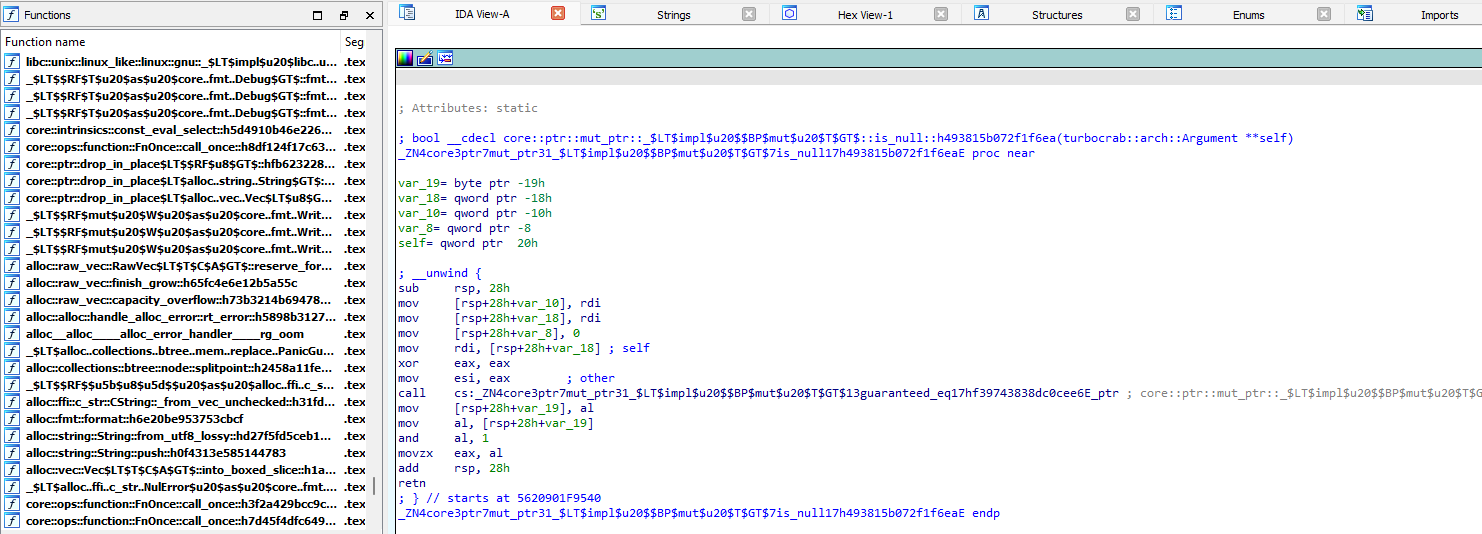 Functions
Function name Seg
libc::unix::linux_like::linux::gnu::_$LT$impl$u20$libc..u... .tex
_$LT$$RF$T$u20$as$u20$core..fmt..Debug$GT$::fmt... .tex
_$LT$$RF$T$u20$as$u20$core..fmt..Debug$GT$::fmt... .tex
_$LT$$RF$T$u20$as$u20$core..fmt..Debug$GT$::fmt... .tex
core::intrinsics::const_eval_select::h5d4910b46e226... .tex
core::ops::function::FnOnce::call_once::h8df124f17c63... .tex
core::ptr::drop_in_place$LT$$RF$u8$GT$::hfb623228... .tex
core::ptr::drop_in_place$LT$alloc..string..String$GT$:... .tex
core::ptr::drop_in_place$LT$alloc..vec..Vec$LT$u8$G... .tex
_$LT$$RF$mut$u20$W$u20$as$u20$core..fmt..Writ... .tex
_$LT$$RF$mut$u20$W$u20$as$u20$core..fmt..Writ... .tex
_$LT$$RF$mut$u20$W$u20$as$u20$core..fmt..Writ... .tex
alloc::raw_vec::RawVec$LT$T$C$A$GT$::reserve_for... .tex
alloc::raw_vec::finish_grow::h65fc4e6e12b5a55c .tex
alloc::raw_vec::capacity_overflow::h73b3214b69478... .tex
alloc::alloc::handle_alloc_error::rt_error::h5898b3127... .tex
alloc__alloc_____alloc_error_handler_____rg_oom .tex
_$LT$alloc..collections..btree..mem..replace..PanicGu... .tex
alloc::collections::btree::node::splitpoint::h2458a11fe... .tex
_$LT$$RF$$u5b$u8$u5d$$u20$as$u20$alloc..ffi..c_s... .tex
alloc::ffi::c_str::CString::_from_vec_unchecked::h31fd... .tex
alloc::fmt::format::h6e20be953753cbcf .tex
alloc::string::String::from_utf8_lossy::hd27f5fd5ceb1... .tex
alloc::string::String::push::h0f4313e585144783 .tex
alloc::vec::Vec$LT$T$C$A$GT$::into_boxed_slice::h1a... .tex
_$LT$alloc..ffi..c_str..NulError$u20$as$u20$core..fmt... .tex
core::ops::function::FnOnce::call_once::h3f2a429bcc9c... .tex
core::ops::function::FnOnce::call_once::h7d45f4dfc649... .tex
IDA View-A Strings Hex View-1 Structures Enums Imports
; Attributes: static
; bool __cdecl core::ptr::mut_ptr::_$LT$impl$u20$$BP$mut$u20$T$GT$::is_null::h493815b072f1f6ea(turbocrab::arch::Argument **self)
_ZN4core3ptr7mut_ptr31_$LT$impl$u20$$BP$mut$u20$T$GT$7is_null17h493815b072f1f6eaE proc near
var_19= byte ptr -19h
var_18= qword ptr -18h
var_10= qword ptr -10h
var_8= qword ptr -8
self= qword ptr 20h
; __unwind {
sub rsp, 28h
mov [rsp+28h+var_10], rdi
mov [rsp+28h+var_18], rdi
mov [rsp+28h+var_8], 0
mov rdi, [rsp+28h+var_18] ; self
xor eax, eax
mov esi, eax ; other
call cs:_ZN4core3ptr7mut_ptr31_$LT$impl$u20$$BP$mut$u20$T$GT$13guaranteed_eq17hf39743838dc0cee6E_ptr ; core::ptr::mut_ptr::_$LT$impl$u20$$BP$mut$u20$T$G
mov [rsp+28h+var_19], al
mov al, [rsp+28h+var_19]
and al, 1
movzx eax, al
add rsp, 28h
retn
; } // starts at 5620901F9540
_ZN4core3ptr7mut_ptr31_$LT$impl$u20$$BP$mut$u20$T$GT$7is_null17h493815b072f1f6eaE endp